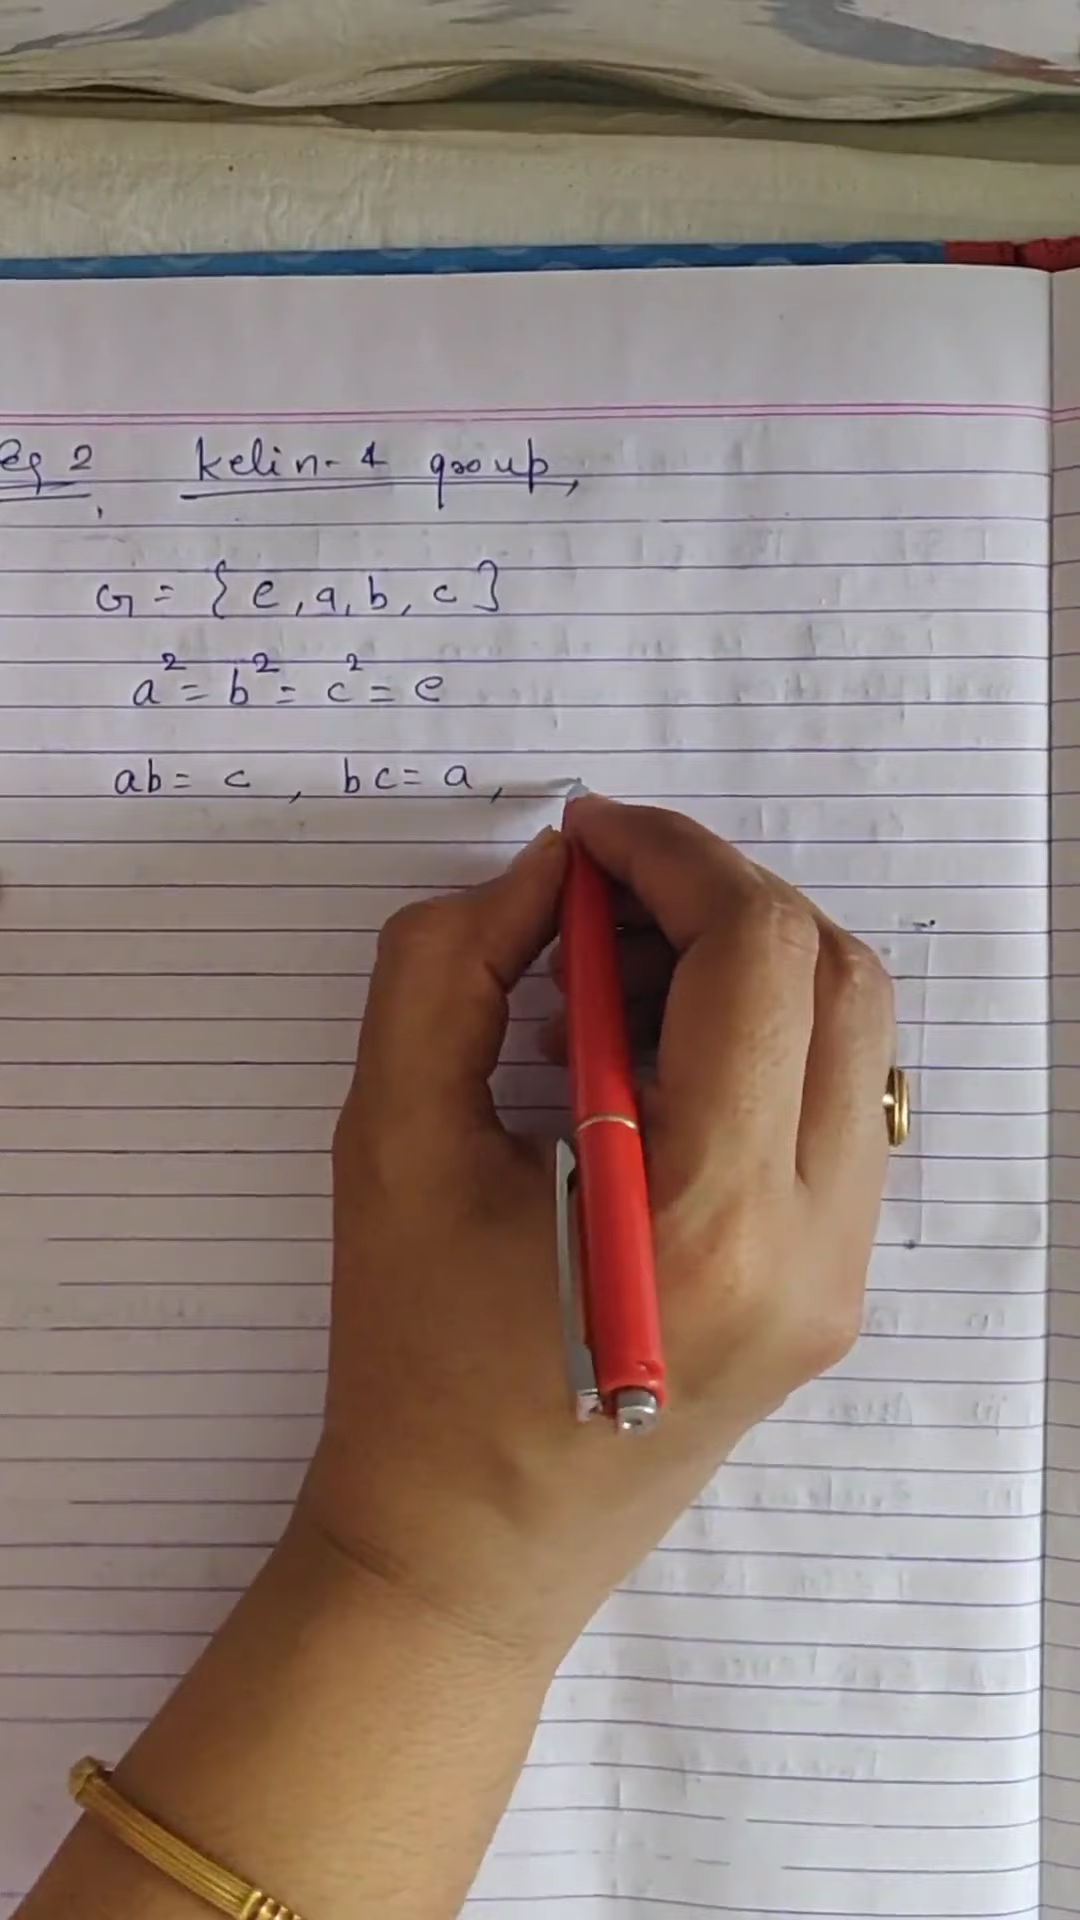 eg 2 kelin-4 group,
G = { e, a, b, c }
a² = b² = c² = e
ab = c , bc = a ,